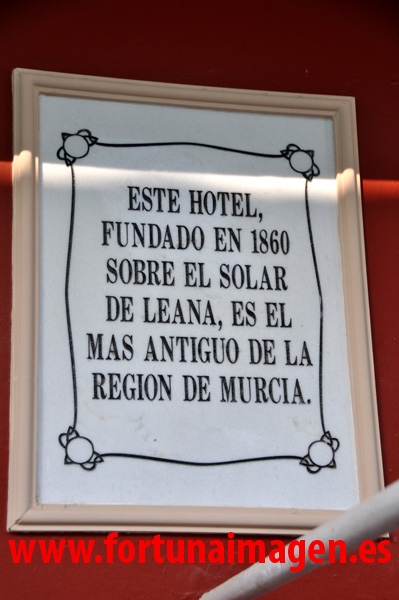 ESTE HOTEL,
FUNDADO EN 1860
SOBRE EL SOLAR
DE LEANA, ES EL
MAS ANTIGUO DE LA
REGION DE MURCIA.
www.fortunaimagen.es